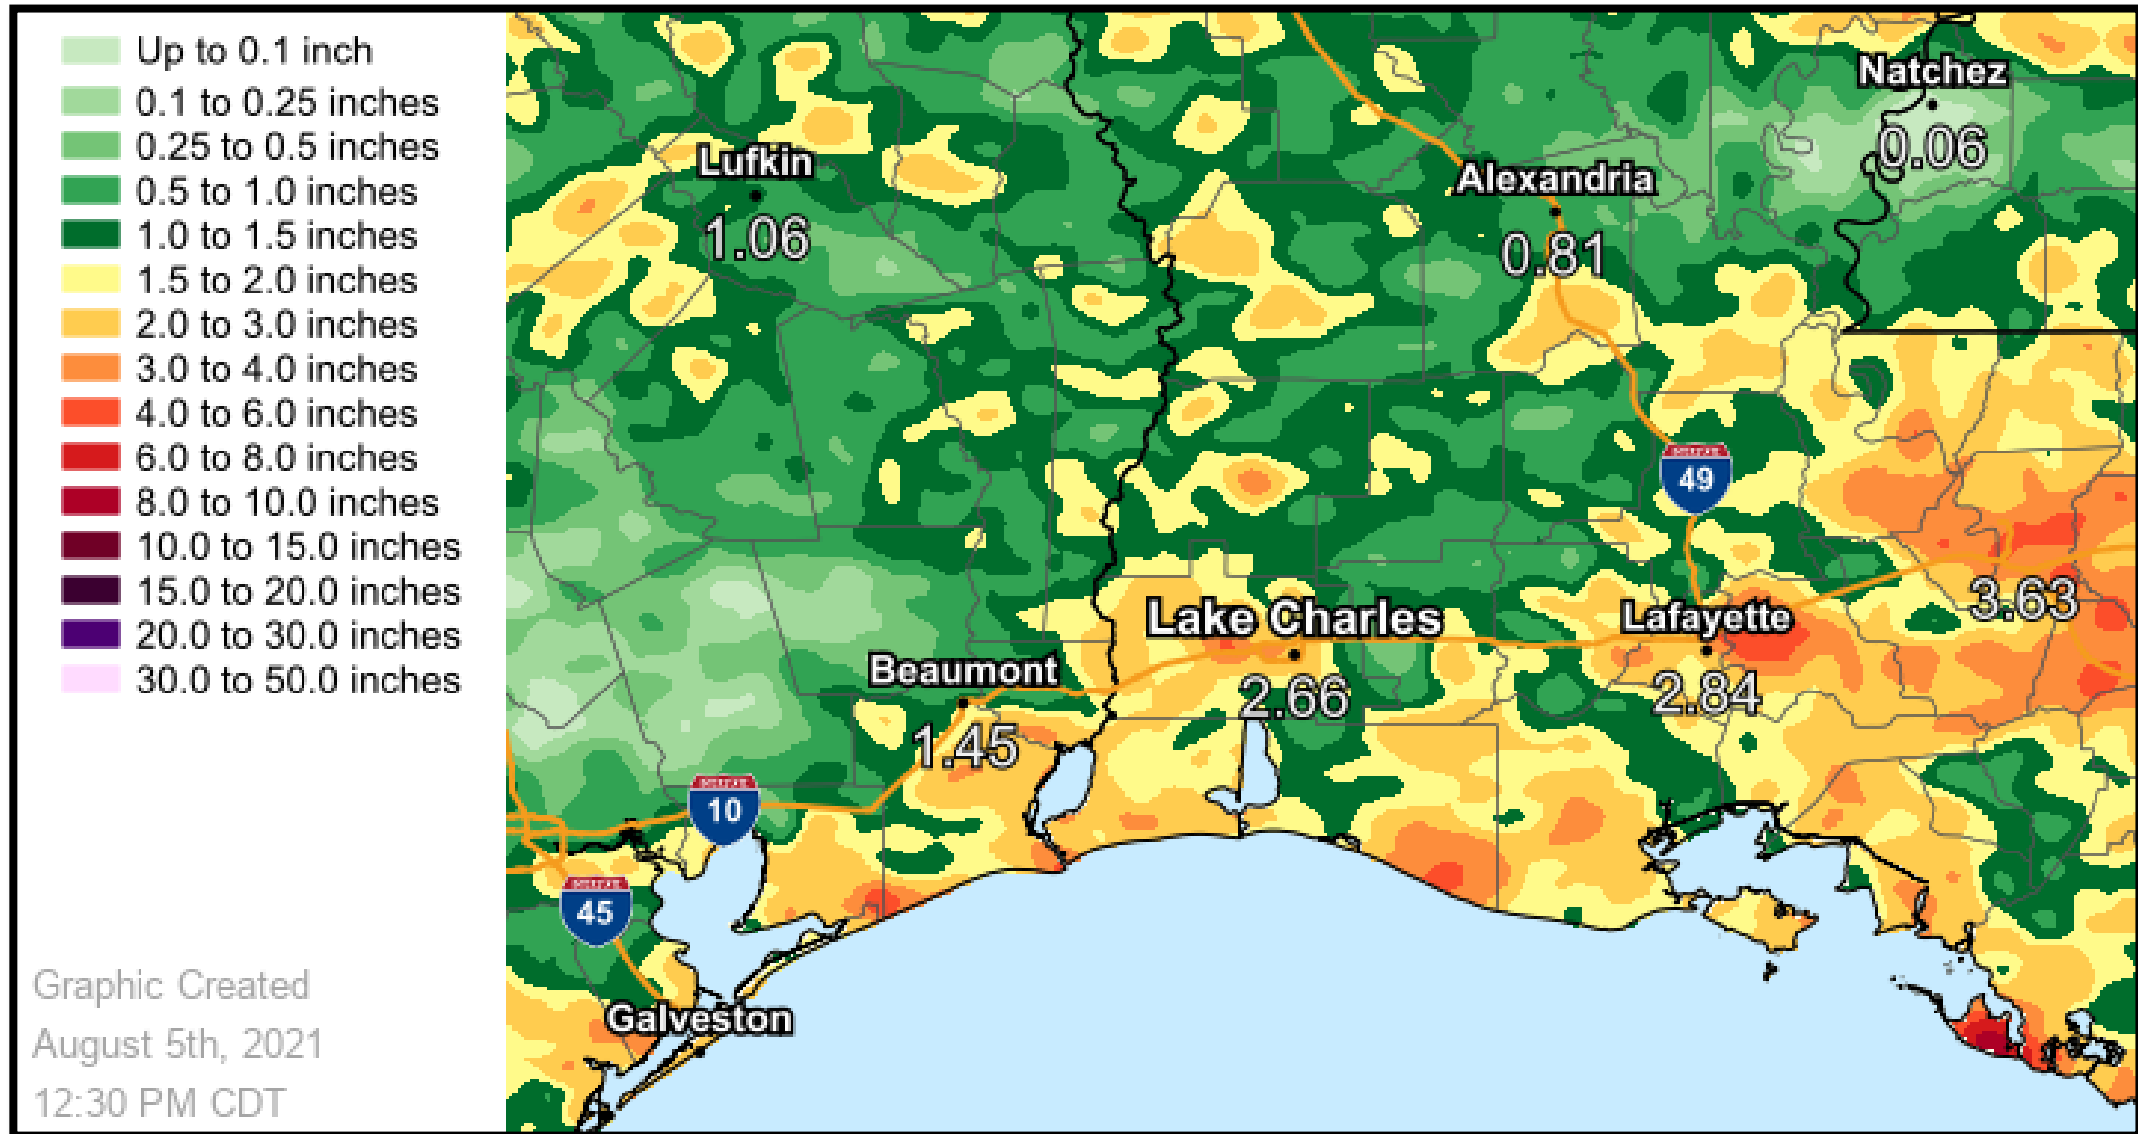 Up to 0.1 inch
0.1 to 0.25 inches
0.25 to 0.5 inches
0.5 to 1.0 inches
1.0 to 1.5 inches
1.5 to 2.0 inches
2.0 to 3.0 inches
3.0 to 4.0 inches
4.0 to 6.0 inches
6.0 to 8.0 inches
8.0 to 10.0 inches
10.0 to 15.0 inches
15.0 to 20.0 inches
20.0 to 30.0 inches
30.0 to 50.0 inches
Graphic Created
August 5th, 2021
12:30 PM CDT
Natchez
0.06
Lufkin
1.06
Alexandria
0.81
49
3.63
Lake Charles
2.66
Lafayette
2.84
Beaumont
1.45
10
45
Galveston